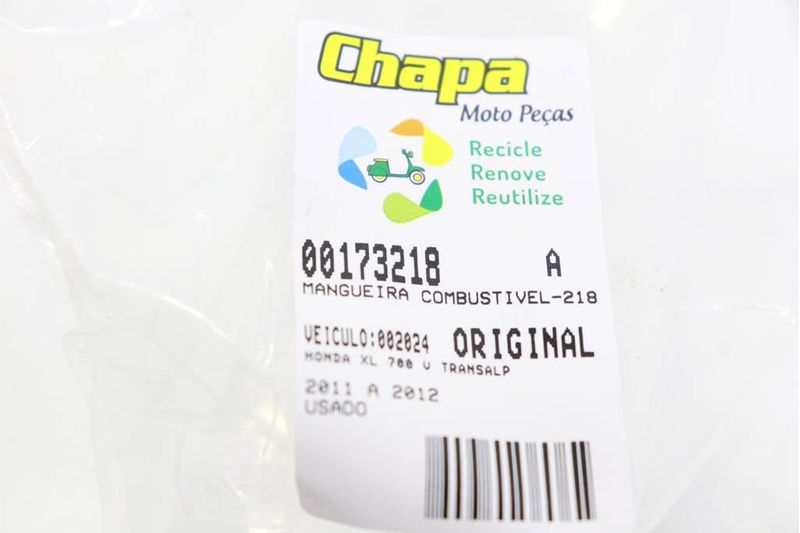 Chapa
Moto Peças
Recicle
Renove
Reutilize
00173218 A
MANGUEIRA COMBUSTIVEL-218
VEICULO:002024 ORIGINAL
HONDA XL 700 V TRANSALP
2011 A 2012
USADO